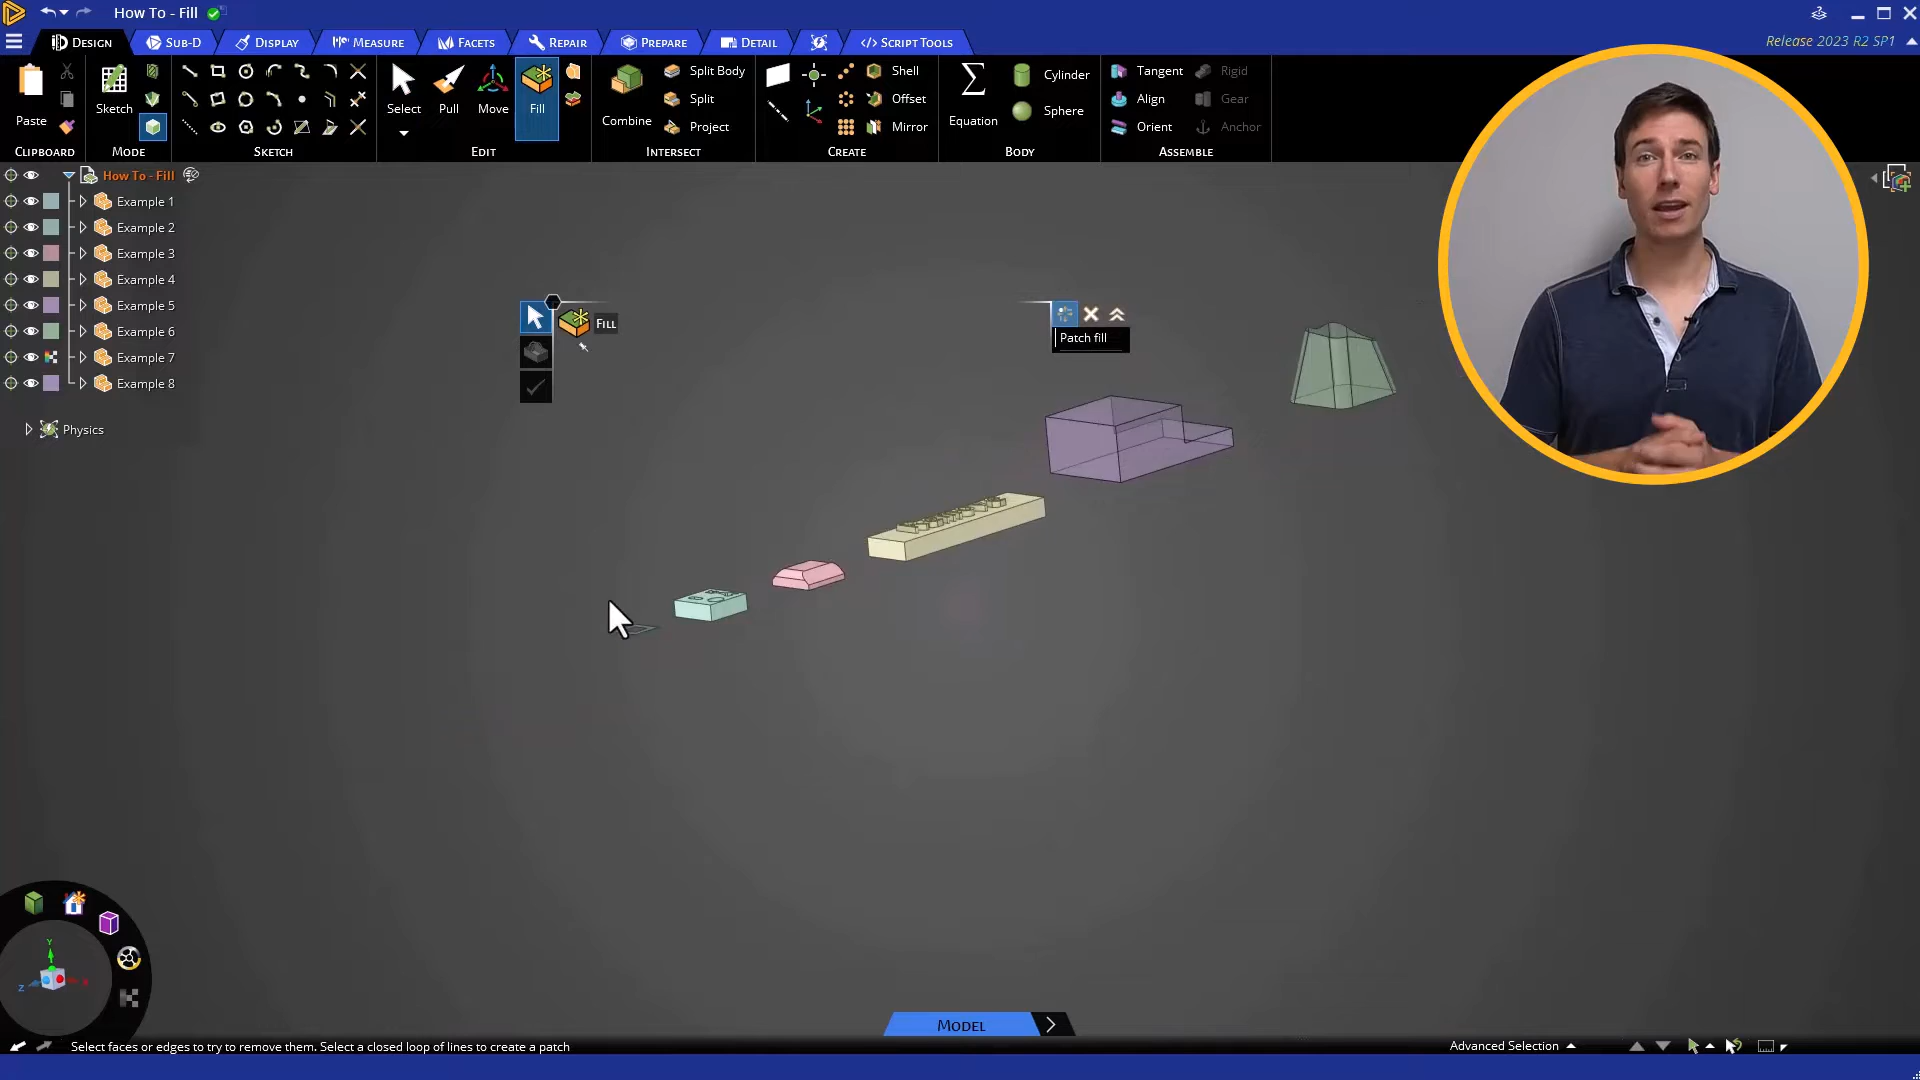 How To - Fill
Design
Sub-D
Display
Measure
Facets
Repair
Prepare
Detail
</> Script Tools
Release 2023 R2 SP1
Paste
Sketch
Select
Pull
Move
Fill
Combine
Split Body
Split
Project
Shell
Offset
Mirror
Equation
Cylinder
Sphere
Tangent
Align
Orient
Rigid
Gear
Anchor
Clipboard
Mode
Sketch
Edit
Intersect
Create
Body
Assemble
How To - Fill
Example 1
Example 2
Example 3
Example 4
Example 5
Example 6
Example 7
Example 8
Physics
Fill
Patch fill
Y
Z
X
Model
Select faces or edges to try to remove them. Select a closed loop of lines to create a patch
Advanced Selection